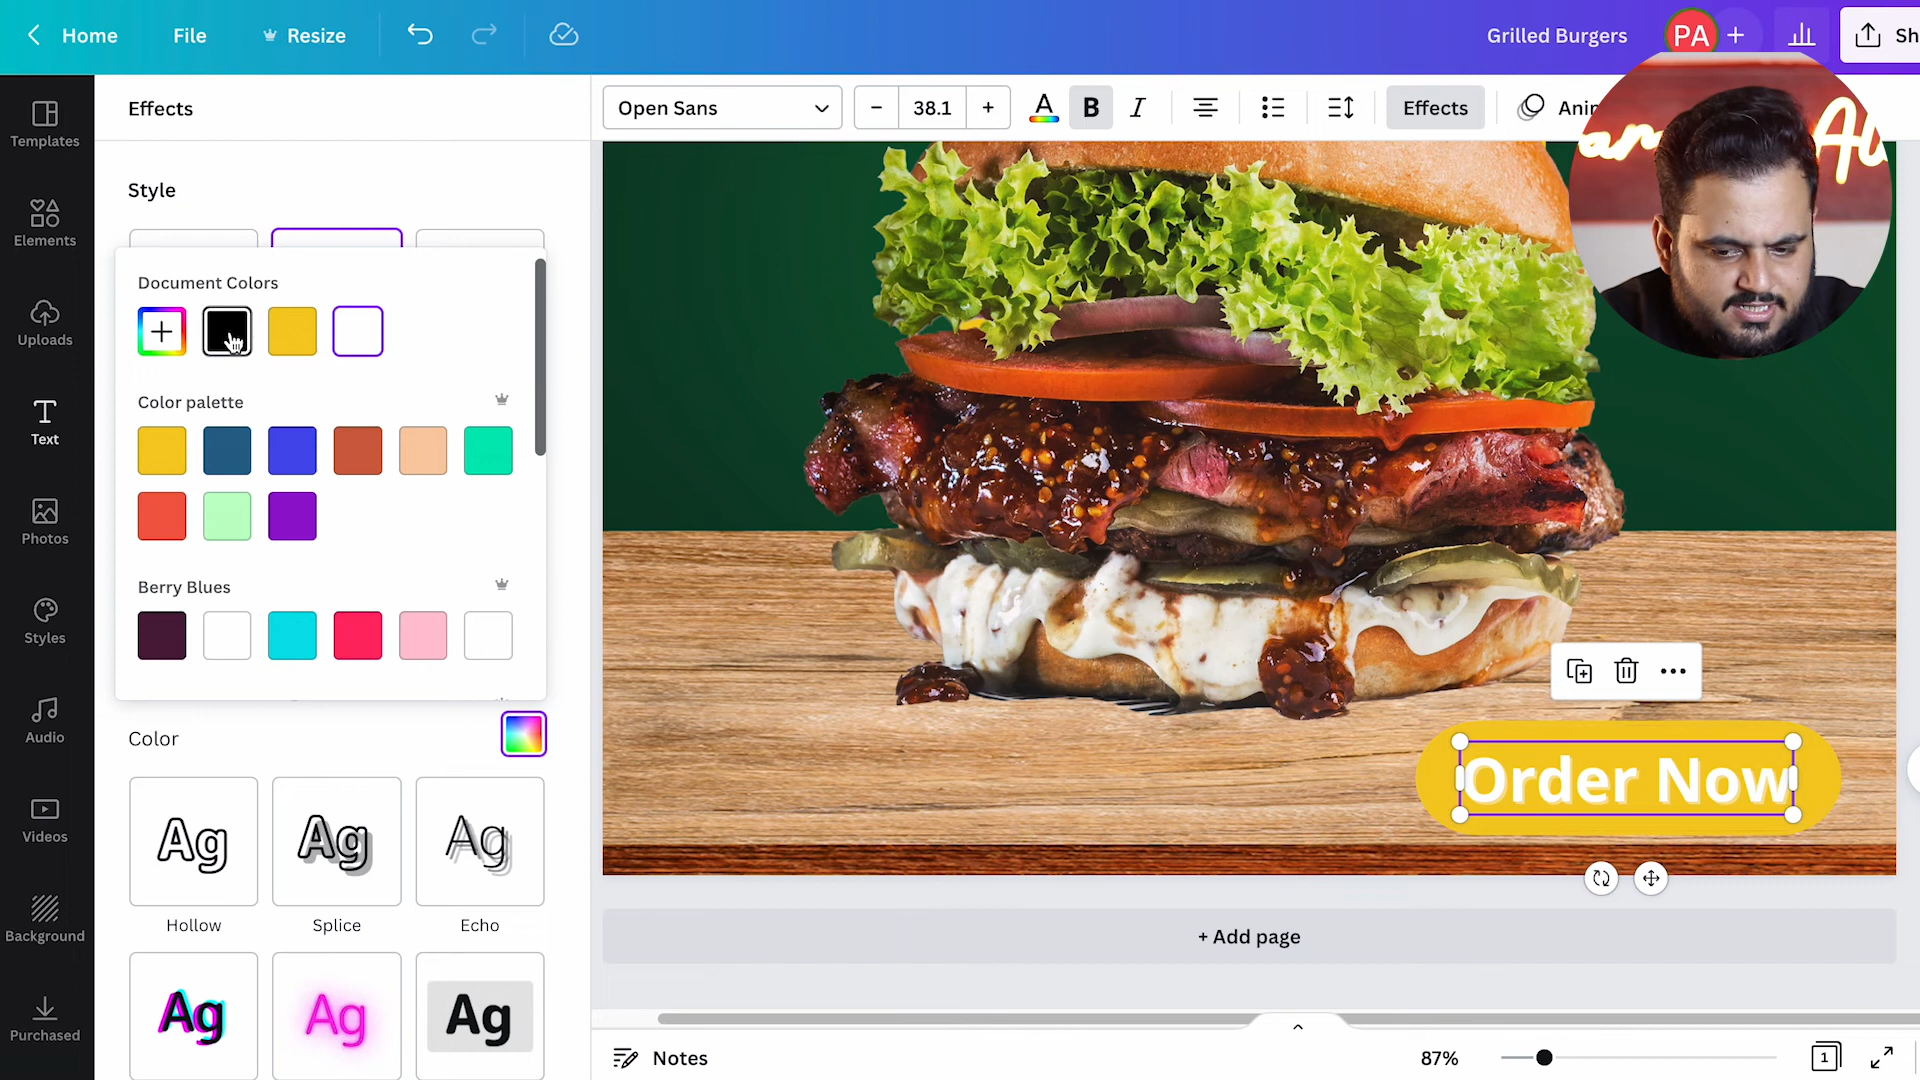 Home
File
Resize
Grilled Burgers
PA
Sh
Templates
Elements
Uploads
Text
Photos
Styles
Audio
Videos
Background
Purchased
Effects
Style
Document Colors
Color palette
Berry Blues
Color
Ag
Ag
Ag
Hollow
Splice
Echo
Ag
Ag
Ag
Open Sans
38.1
A
B
I
Effects
Ani
Order Now
+ Add page
Notes
87%
1